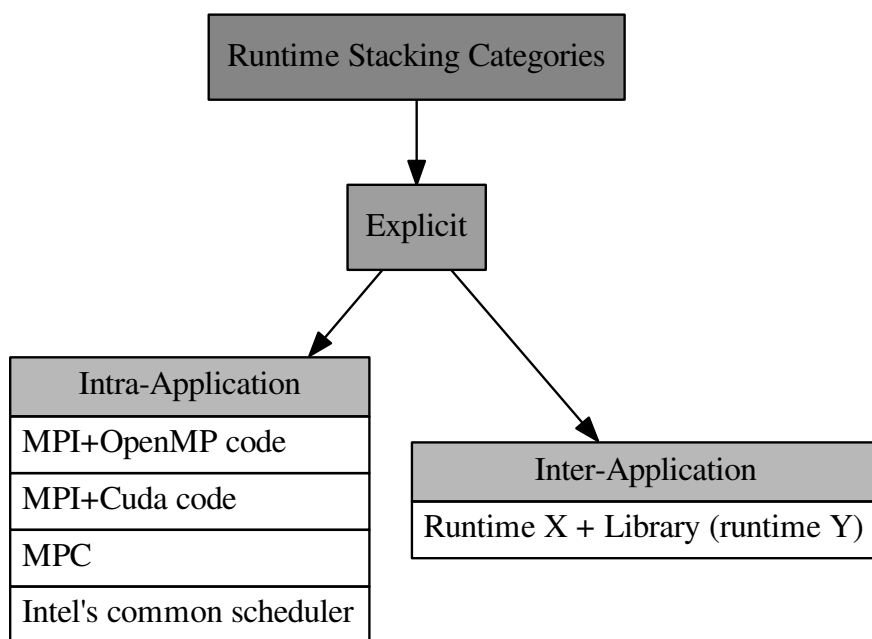 Runtime Stacking Categories
Explicit
Intra-Application
MPI+OpenMP code
MPI+Cuda code
MPC
Intel's common scheduler
Inter-Application
Runtime X + Library (runtime Y)